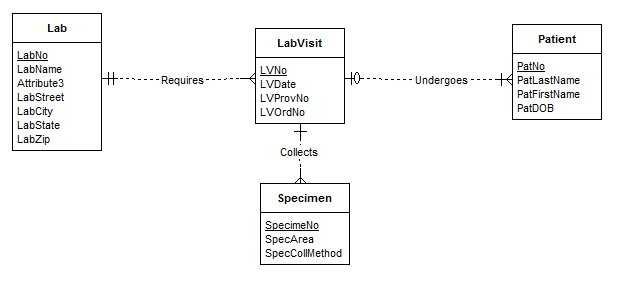 Lab
LabNo
LabName
Attribute3
LabStreet
LabCity
LabState
LabZip
Requires
LabVisit
LVNo
LVDate
LVProvNo
LVOrdNo
Undergoes
Patient
PatNo
PatLastName
PatFirstName
PatDOB
Collects
Specimen
SpecimeNo
SpecArea
SpecCollMethod